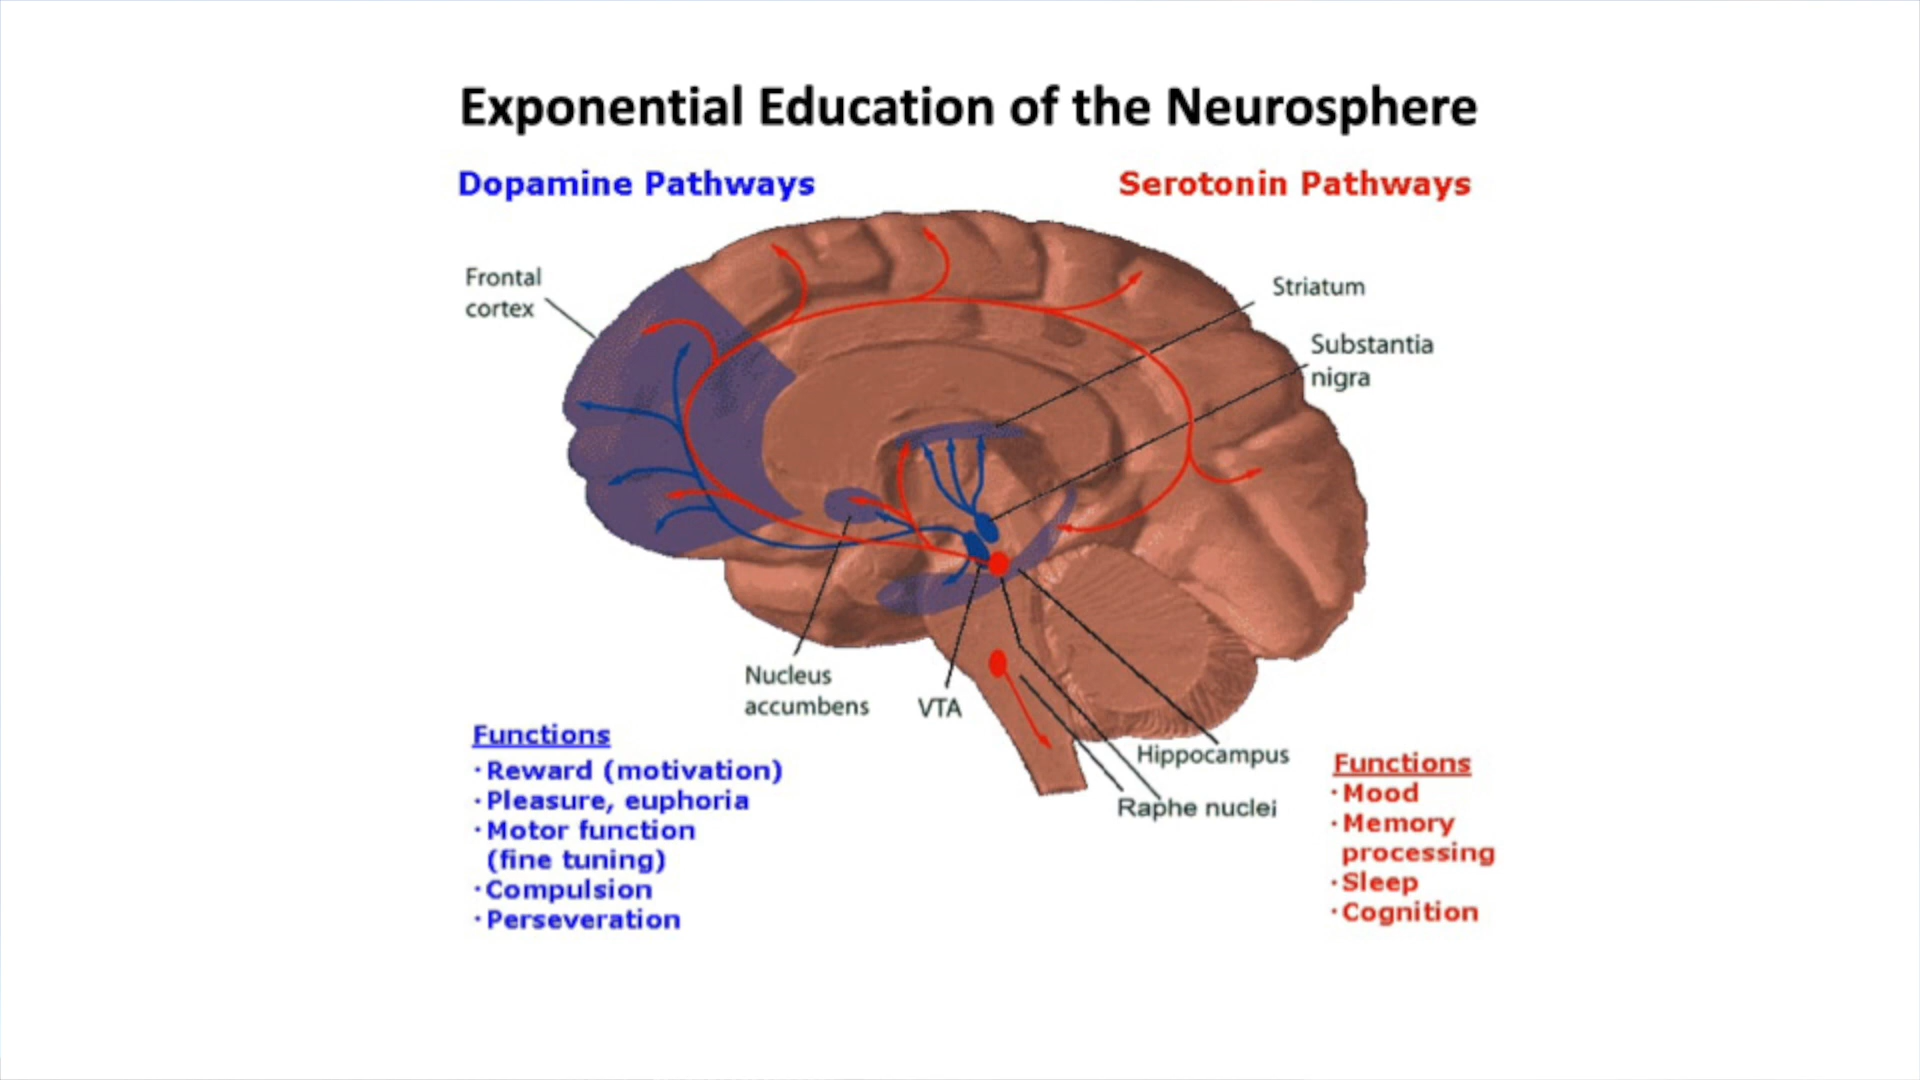 Exponential Education of the Neurosphere
Dopamine Pathways
Serotonin Pathways
Frontal
cortex
Striatum
Substantia
nigra
Nucleus
accumbens
VTA
Hippocampus
Raphe nuclei
Functions
·Reward (motivation)
·Pleasure, euphoria
·Motor function
(fine tuning)
·Compulsion
·Perseveration
Functions
·Mood
·Memory
processing
·Sleep
·Cognition